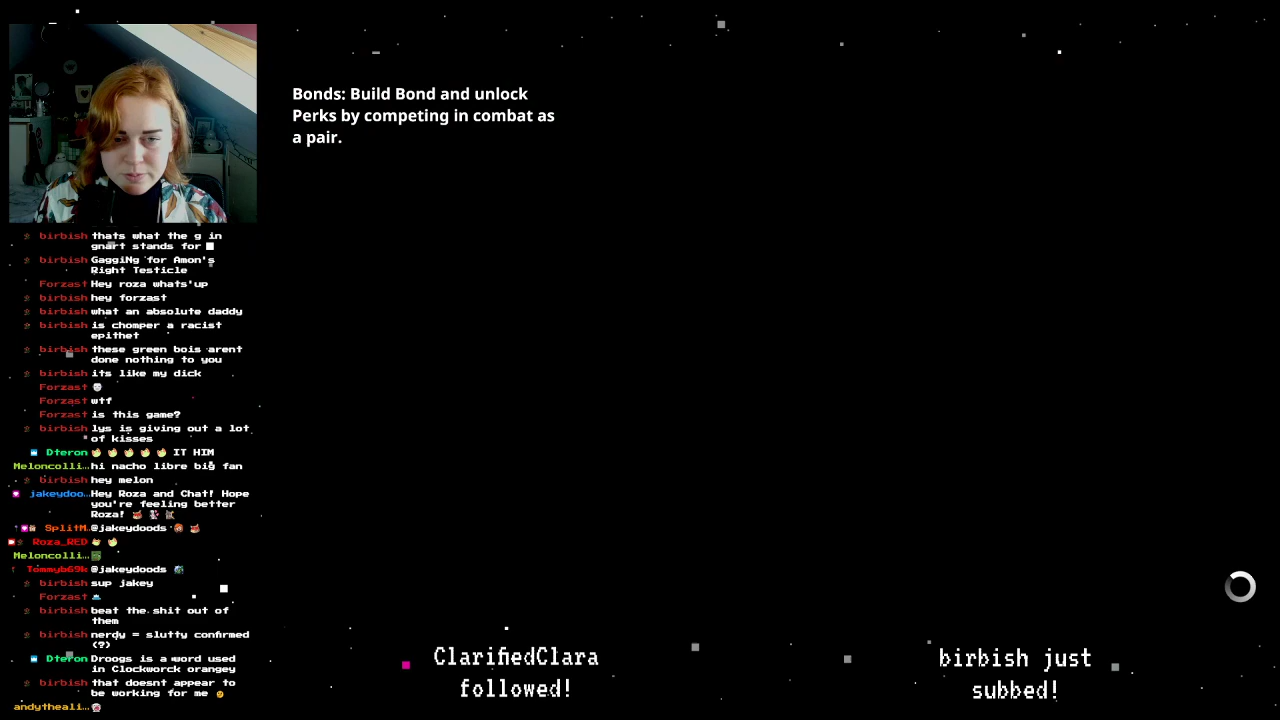 Bonds: Build Bond and unlock
Perks by competing in combat as
a pair.
birbish thats what the g in
gnart stands for
birbish GaggiNg for Amon's
Right Testicle
Forzast Hey roza whats'up
birbish hey forzast
birbish what an absolute daddy
birbish is chomper a racist
epithet
birbish these green bois arent
done nothing to you
birbish its like my dick
Forzast
Forzast wtf
Forzast is this game?
birbish lys is giving out a lot
of kisses
Dteron IT HIM
Meloncolli… hi nacho libre big fan
birbish hey melon
jakeydoo… Hey Roza and Chat! Hope
you're feeling better
Roza!
SplitM… @jakeydoods
Roza_RED
Meloncolli…
Tommyb69k @jakeydoods
birbish sup jakey
Forzast
birbish beat the shit out of
them
birbish nerdy = slutty confirmed
(?)
Dteron Droogs is a word used
in Clockworck orangey
birbish that doesnt appear to
be working for me
andytheali…
ClarifiedClara
followed!
birbish just
subbed!